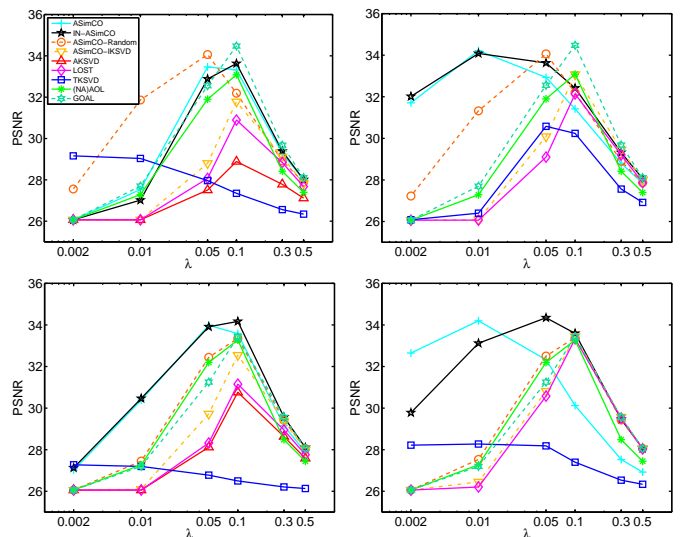 36
34
32
30
28
26
PSNR
ASimCO
IN-ASimCO
ASimCO-Random
ASimCO-IKSVD
AKSVD
LOST
TKSVD
(NA)AOL
GOAL
0.002 0.01 0.05 0.1 0.3 0.5
λ
36
34
32
30
28
26
PSNR
0.002 0.01 0.05 0.1 0.3 0.5
λ
36
34
32
30
28
26
PSNR
0.002 0.01 0.05 0.1 0.3 0.5
λ
36
34
32
30
28
26
PSNR
0.002 0.01 0.05 0.1 0.3 0.5
λ